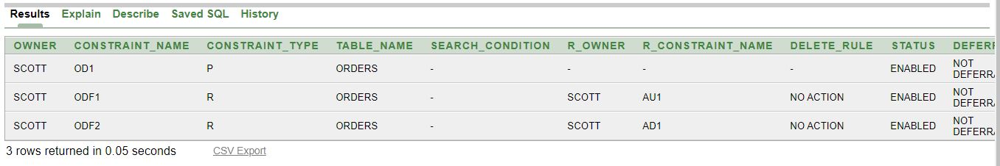 Results Explain Describe Saved SQL History
OWNER CONSTRAINT_NAME CONSTRAINT_TYPE TABLE_NAME SEARCH_CONDITION R_OWNER R_CONSTRAINT_NAME DELETE_RULE STATUS DEFERR
SCOTT OD1 P ORDERS - - - - ENABLED NOT
DEFERRA
SCOTT ODF1 R ORDERS - SCOTT AU1 NO ACTION ENABLED NOT
DEFERRA
SCOTT ODF2 R ORDERS - SCOTT AD1 NO ACTION ENABLED NOT
DEFERRA
3 rows returned in 0.05 seconds CSV Export